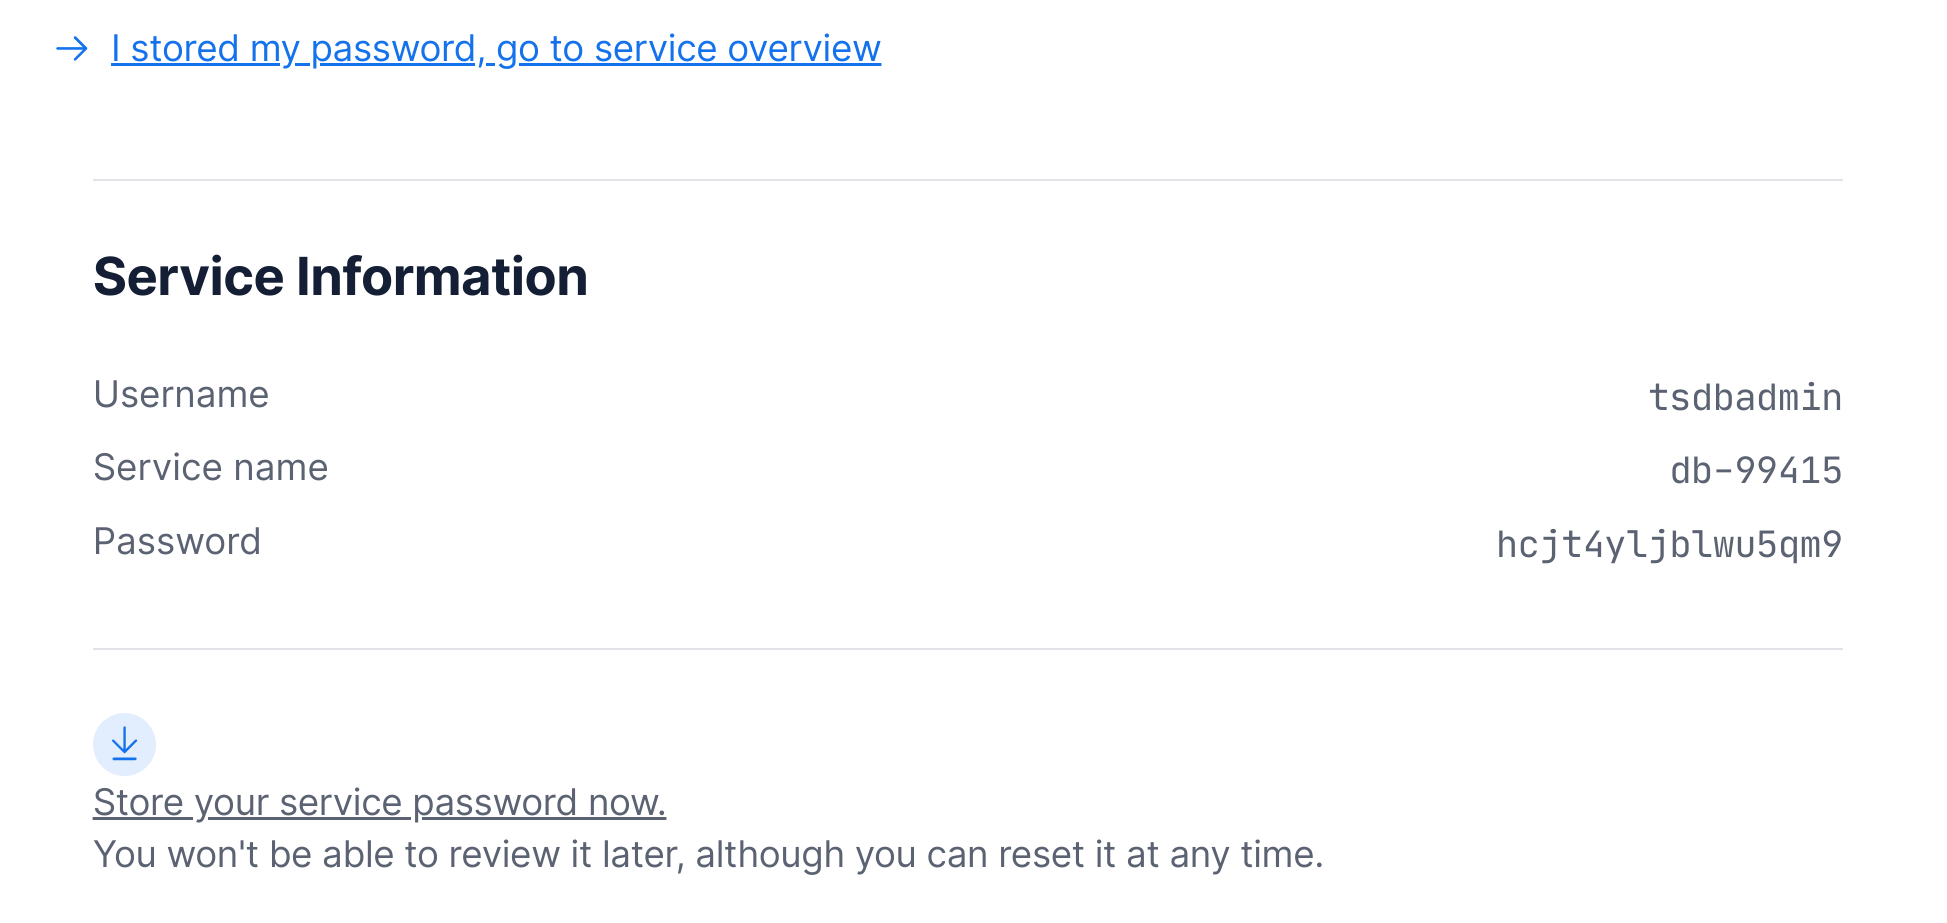 I stored my password, go to service overview
Service Information
Username tsdbadmin
Service name db-99415
Password hcjt4yljblwu5qm9
Store your service password now.
You won't be able to review it later, although you can reset it at any time.